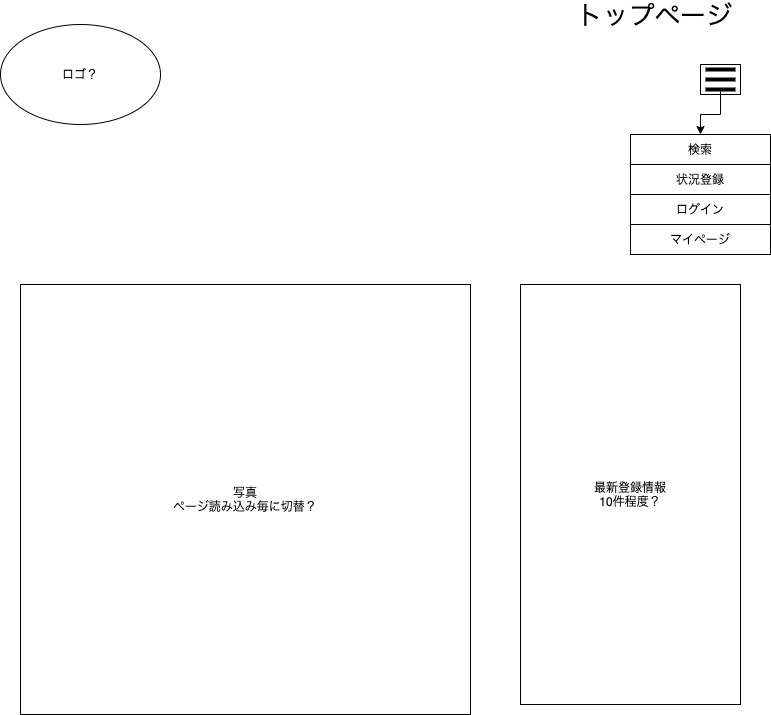 トップページ
ロゴ？
検索
状況登録
ログイン
マイページ
写真
ページ読み込み毎に切替？
最新登録情報
10件程度？